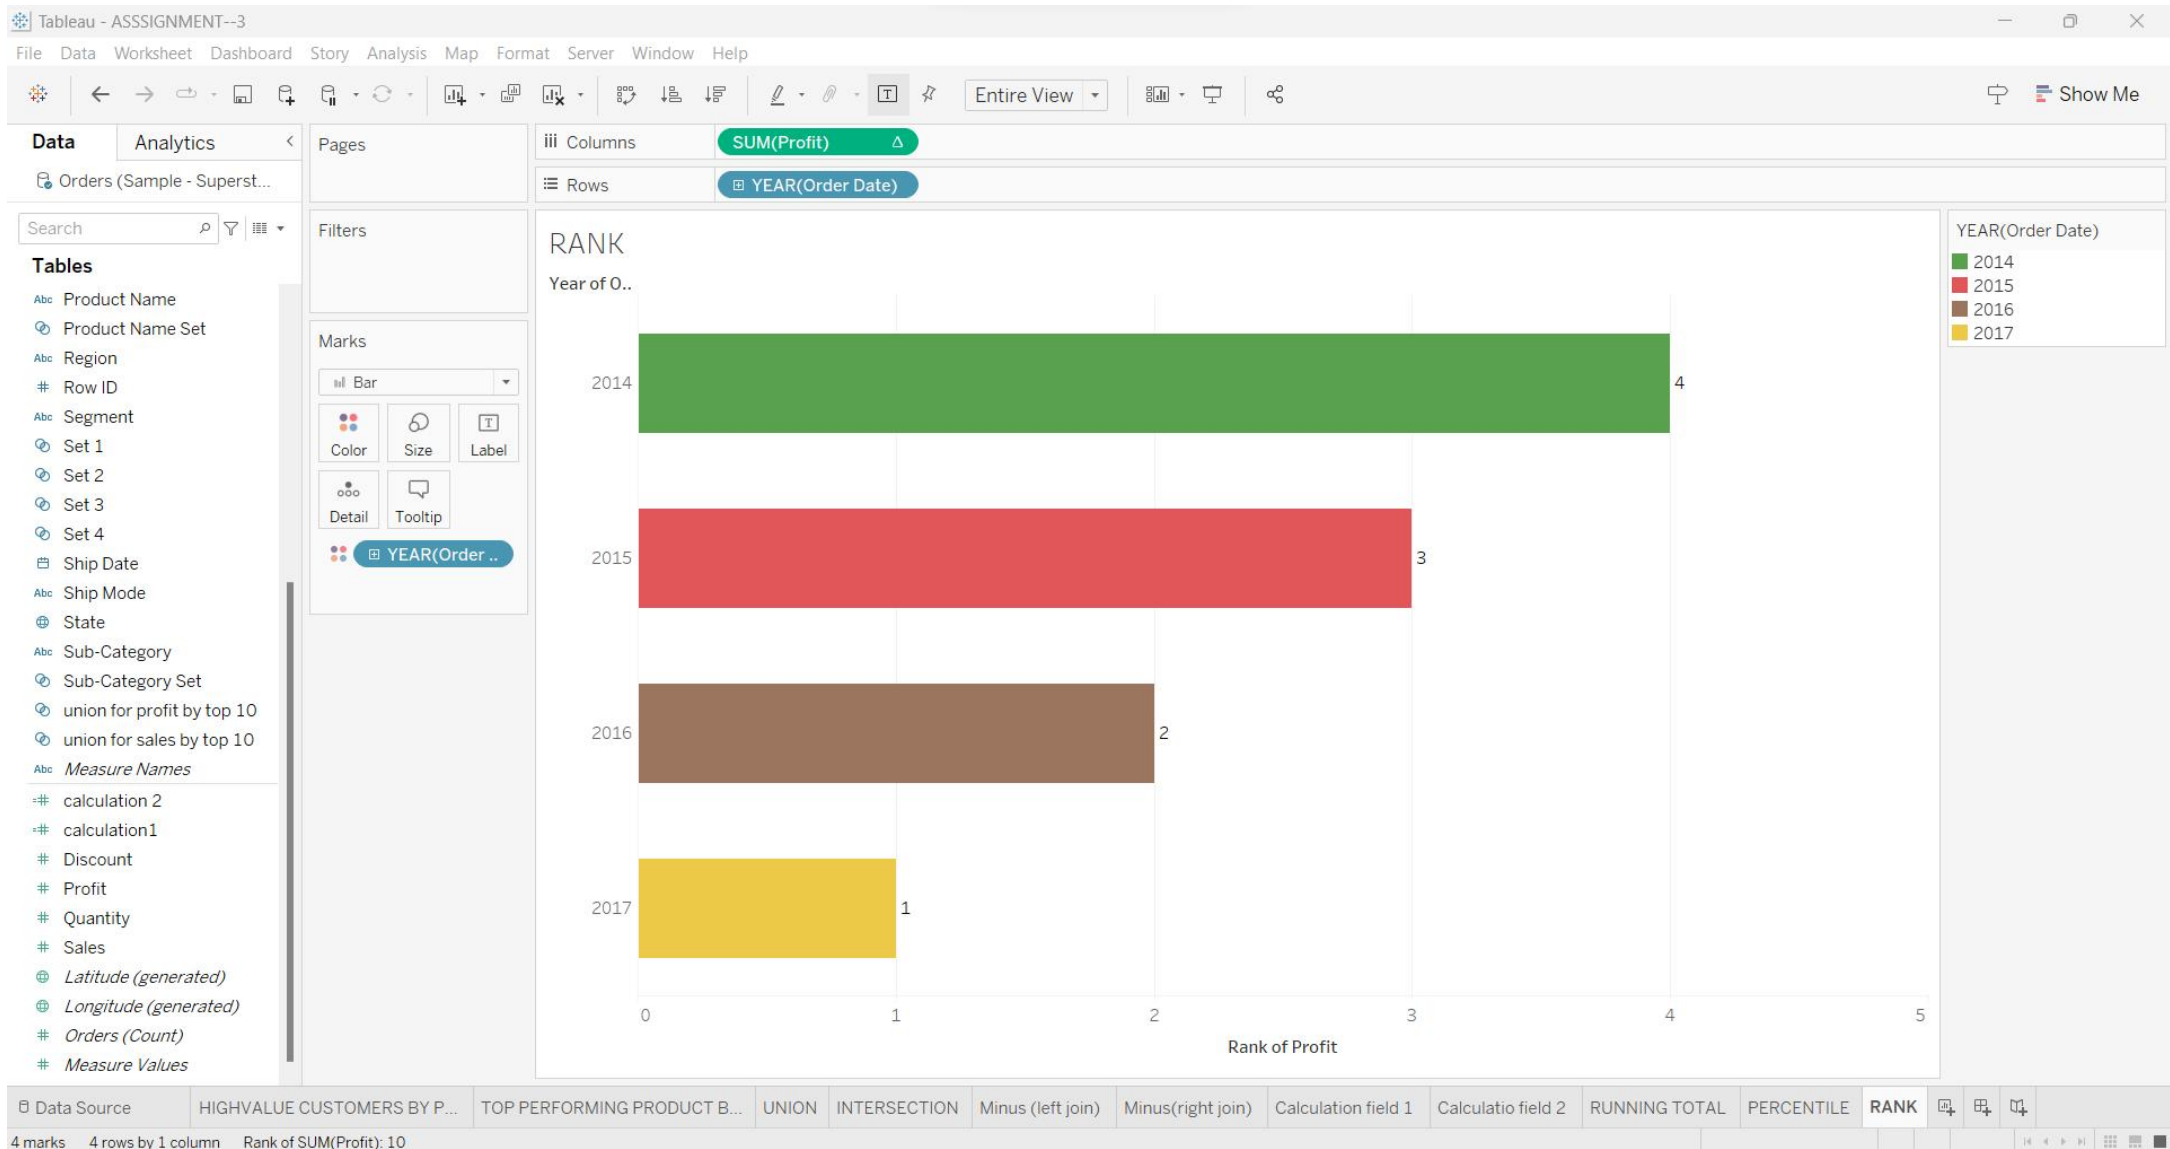 Tableau - ASSSIGNMENT--3
File Data Worksheet Dashboard Story Analysis Map Format Server Window Help
Entire View
Show Me
Data Analytics
Orders (Sample - Superst...
Search
Tables
Abc Product Name
Product Name Set
Abc Region
# Row ID
Abc Segment
Set 1
Set 2
Set 3
Set 4
Ship Date
Abc Ship Mode
State
Abc Sub-Category
Sub-Category Set
union for profit by top 10
union for sales by top 10
Abc Measure Names
=# calculation 2
=# calculation1
# Discount
# Profit
# Quantity
# Sales
Latitude (generated)
Longitude (generated)
# Orders (Count)
# Measure Values
Pages
Filters
Marks
Bar
Color Size Label
Detail Tooltip
YEAR(Order ..
Columns SUM(Profit) Δ
Rows YEAR(Order Date)
RANK
Year of O..
2014 4
2015 3
2016 2
2017 1
0 1 2 3 4 5
Rank of Profit
YEAR(Order Date)
2014
2015
2016
2017
Data Source HIGHVALUE CUSTOMERS BY P... TOP PERFORMING PRODUCT B... UNION INTERSECTION Minus (left join) Minus(right join) Calculation field 1 Calculatio field 2 RUNNING TOTAL PERCENTILE RANK
4 marks 4 rows by 1 column Rank of SUM(Profit): 10